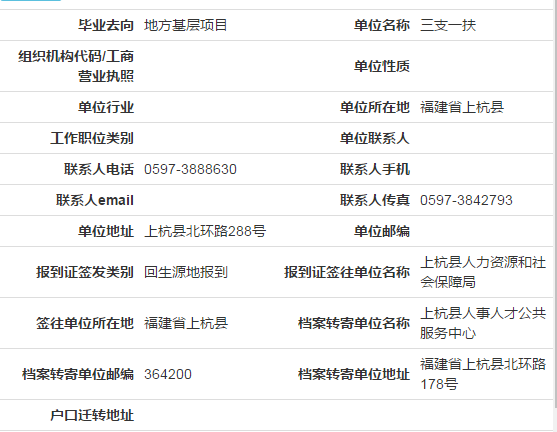 毕业去向 地方基层项目 单位名称 三支一扶
组织机构代码/工商
营业执照 单位性质
单位行业 单位所在地 福建省上杭县
工作职位类别 单位联系人
联系人电话 0597-3888630 联系人手机
联系人email 联系人传真 0597-3842793
单位地址 上杭县北环路288号 单位邮编
报到证签发类别 回生源地报到 报到证签往单位名称 上杭县人力资源和社
会保障局
签往单位所在地 福建省上杭县 档案转寄单位名称 上杭县人事人才公共
服务中心
档案转寄单位邮编 364200 档案转寄单位地址 福建省上杭县北环路
178号
户口迁转地址